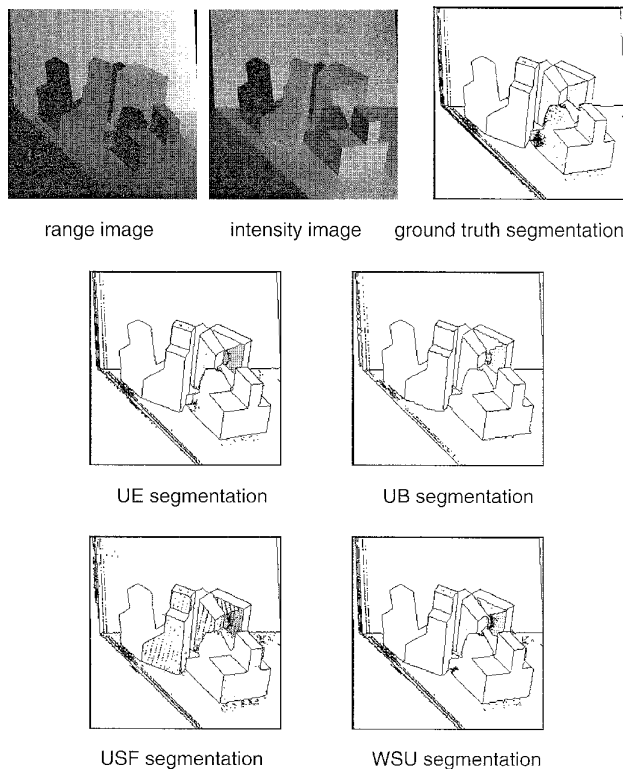 range image
intensity image
ground truth segmentation
UE segmentation
UB segmentation
USF segmentation
WSU segmentation